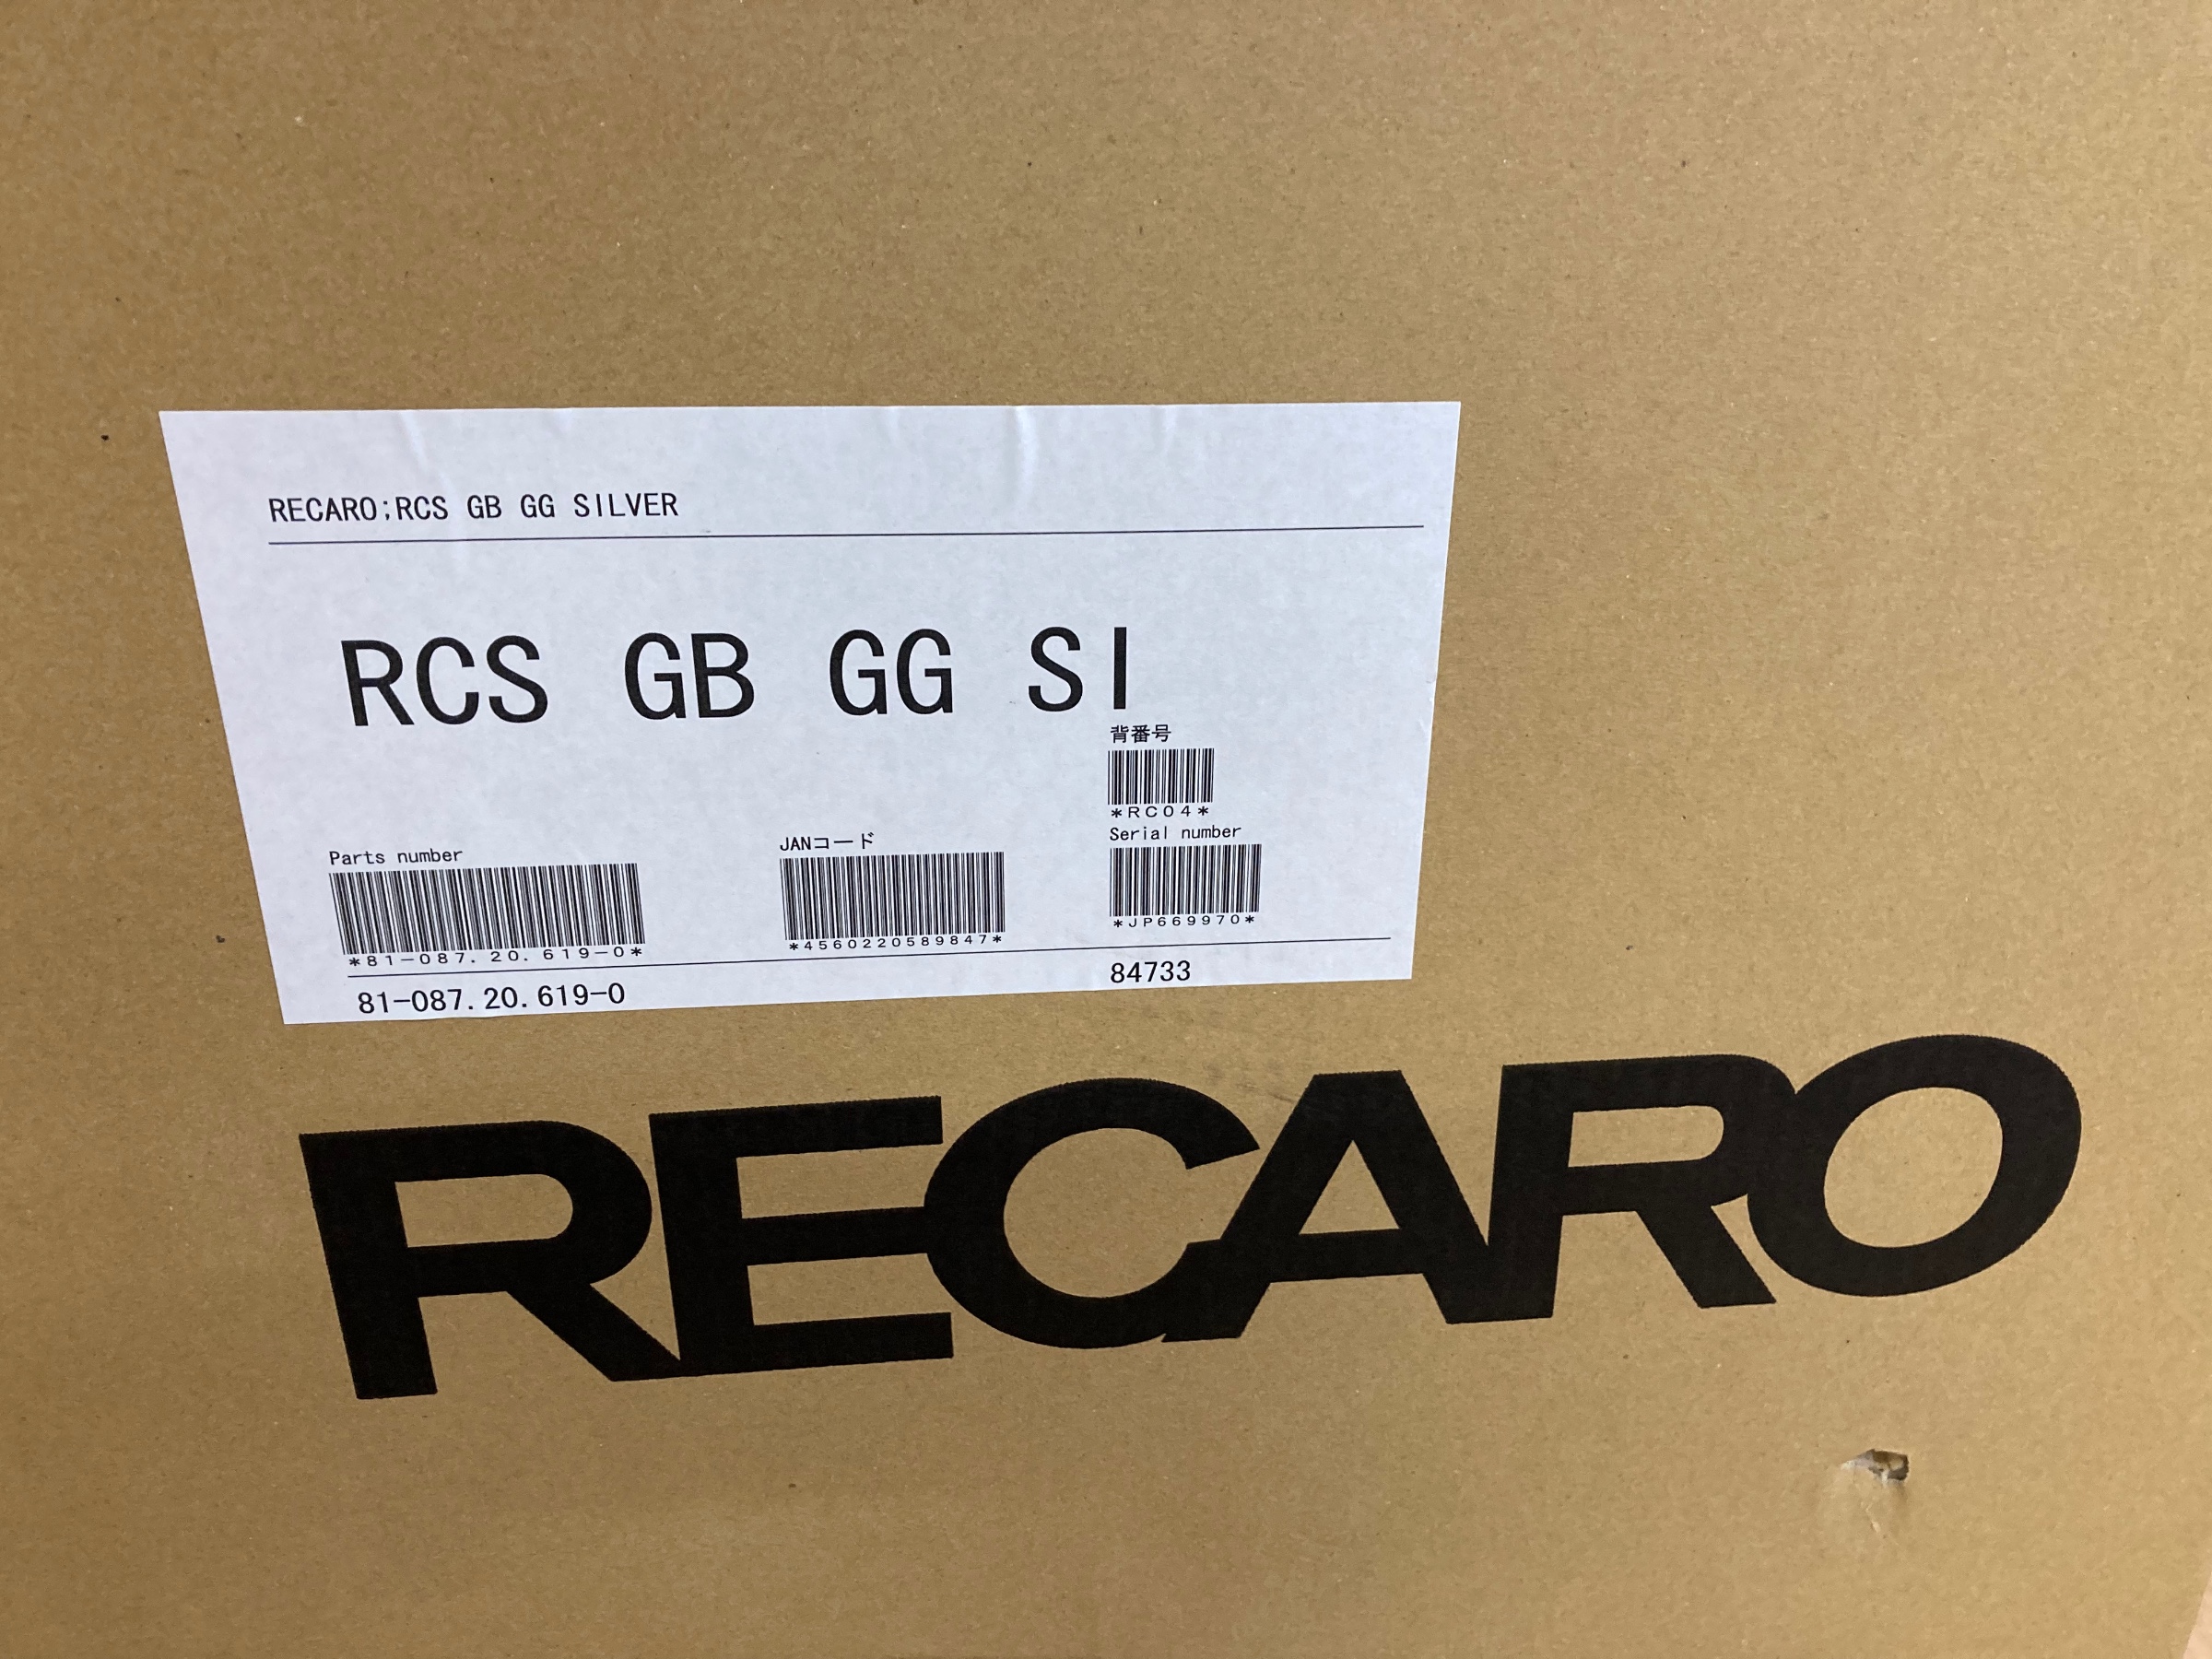 RECARO;RCS GB GG SILVER
RCS GB GG SI
背番号
*RC04*
Parts number
JANコード
Serial number
*81-087.20.619-0*
*4560220589847*
*JP669970*
81-087.20.619-0
84733
RECARO